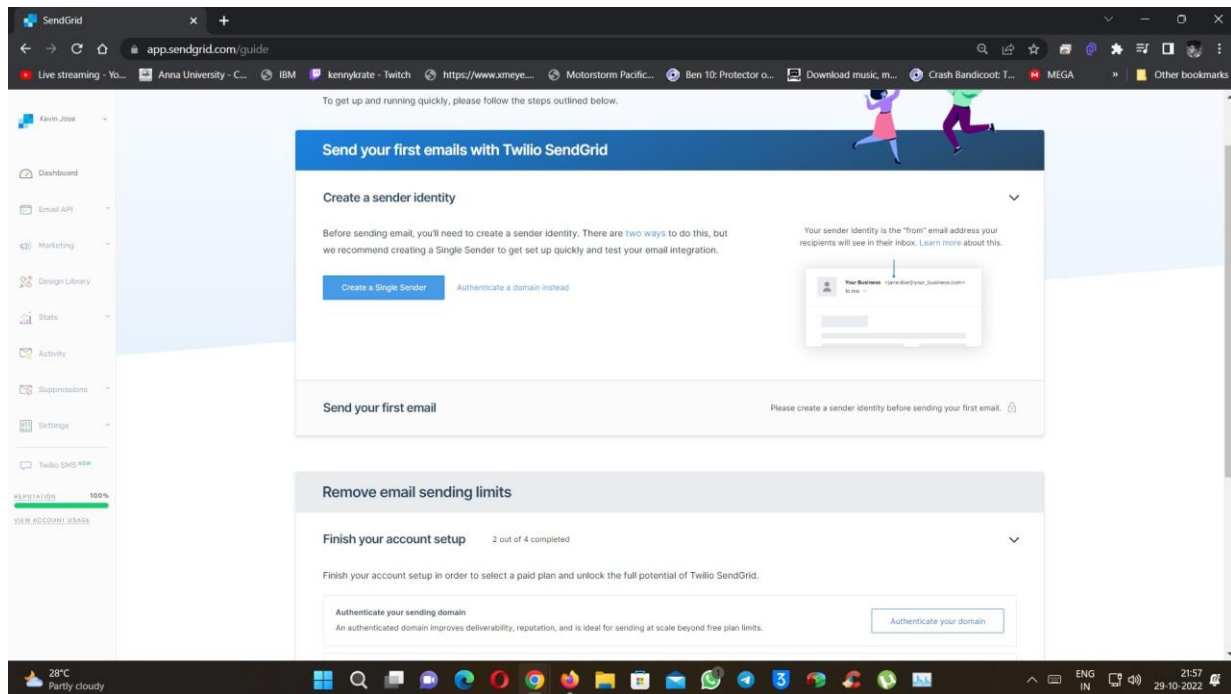 SendGrid
app.sendgrid.com/guide
Live streaming - Yo...
Anna University - C...
IBM
kennykrate - Twitch
https://www.xmeye....
Motorstorm Pacific...
Ben 10: Protector o...
Download music, m...
Crash Bandicoot: T...
MEGA
»
Other bookmarks
Kevin Jose
Dashboard
Email API
Marketing
Design Library
Stats
Activity
Suppressions
Settings
Twilio SMS NEW
REPUTATION 100%
VIEW ACCOUNT USAGE
To get up and running quickly, please follow the steps outlined below.
Send your first emails with Twilio SendGrid
Create a sender identity
Before sending email, you'll need to create a sender identity. There are two ways to do this, but
we recommend creating a Single Sender to get set up quickly and test your email integration.
Create a Single Sender
Authenticate a domain instead
Your sender identity is the "from" email address your
recipients will see in their inbox. Learn more about this.
Your Business <jane.doe@your_business.com>
to me
Send your first email
Please create a sender identity before sending your first email.
Remove email sending limits
Finish your account setup 2 out of 4 completed
Finish your account setup in order to select a paid plan and unlock the full potential of Twilio SendGrid.
Authenticate your sending domain
An authenticated domain improves deliverability, reputation, and is ideal for sending at scale beyond free plan limits.
Authenticate your domain
28°C
Partly cloudy
ENG
IN
21:57
29-10-2022